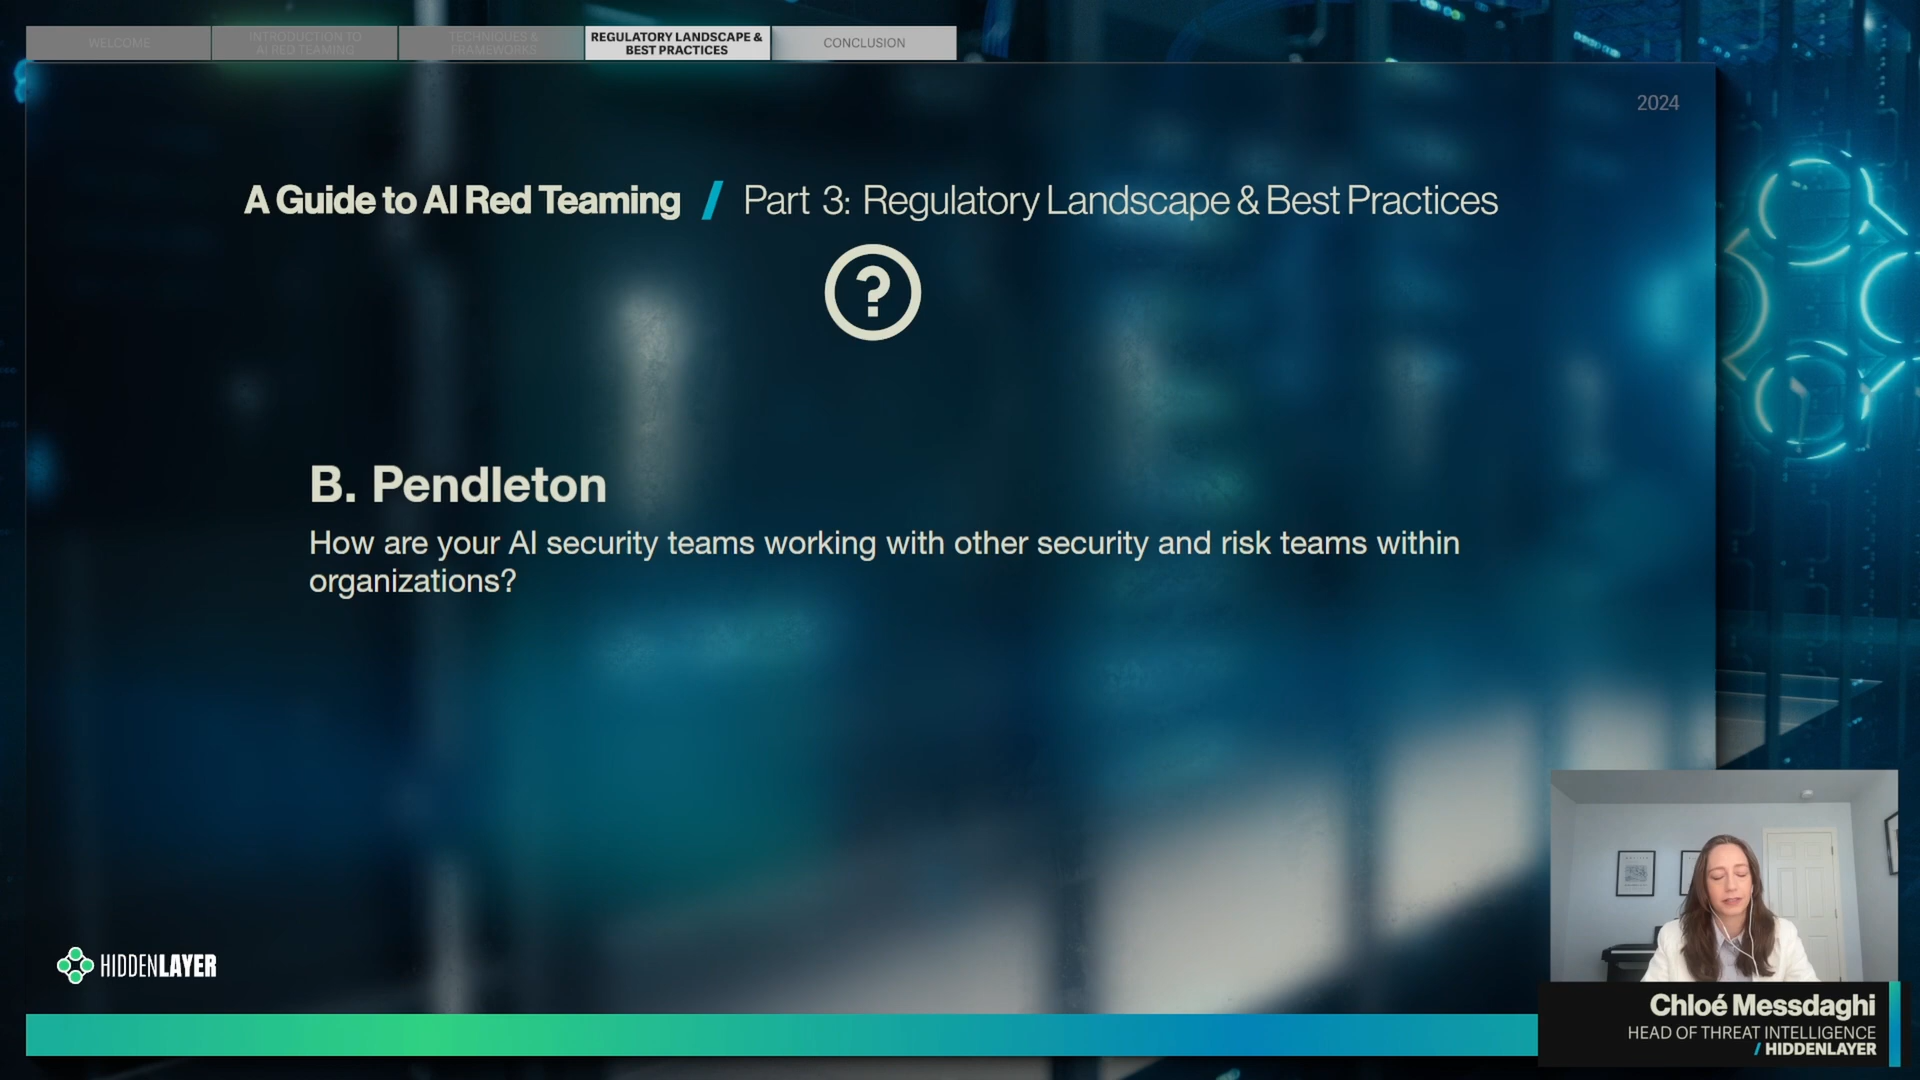 WELCOME
INTRODUCTION TO
AI RED TEAMING
TECHNIQUES &
FRAMEWORKS
REGULATORY LANDSCAPE &
BEST PRACTICES
CONCLUSION
2024
A Guide to AI Red Teaming / Part 3: Regulatory Landscape & Best Practices
?
B. Pendleton
How are your AI security teams working with other security and risk teams within
organizations?
HIDDENLAYER
Chloé Messdaghi
HEAD OF THREAT INTELLIGENCE
/ HIDDENLAYER